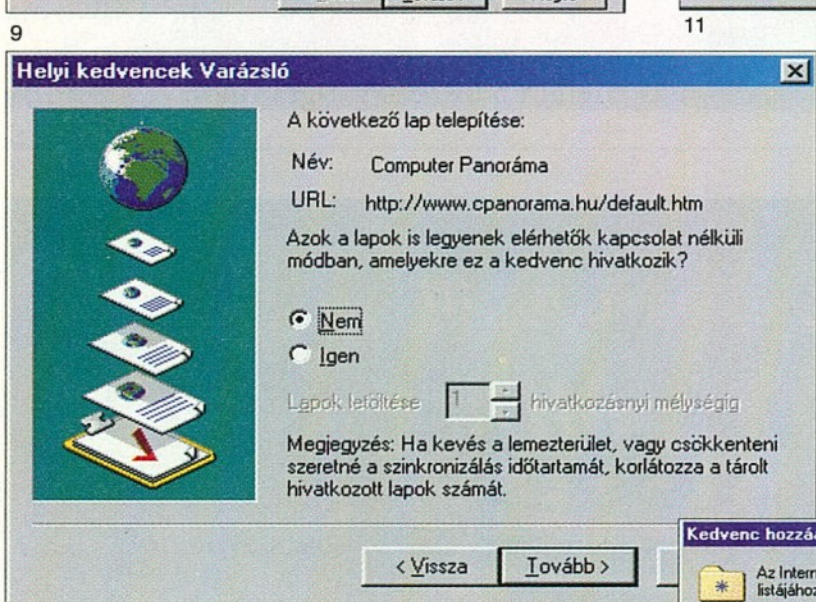 9
11
Helyi kedvencek Varázsló
A következő lap telepítése:
Név: Computer Panoráma
URL: http://www.cpanorama.hu/default.htm
Azok a lapok is legyenek elérhetők kapcsolat nélküli
módban, amelyekre ez a kedvenc hivatkozik?
Nem
Igen
Lapok letöltése 1 hivatkozásnyi mélységig
Megjegyzés: Ha kevés a lemezterület, vagy csökkenteni
szeretné a szinkronizálás időtartamát, korlátozza a tárolt
hivatkozott lapok számát.
< Vissza Tovább >
Kedvenc hozzáa
Az Intern
listájához